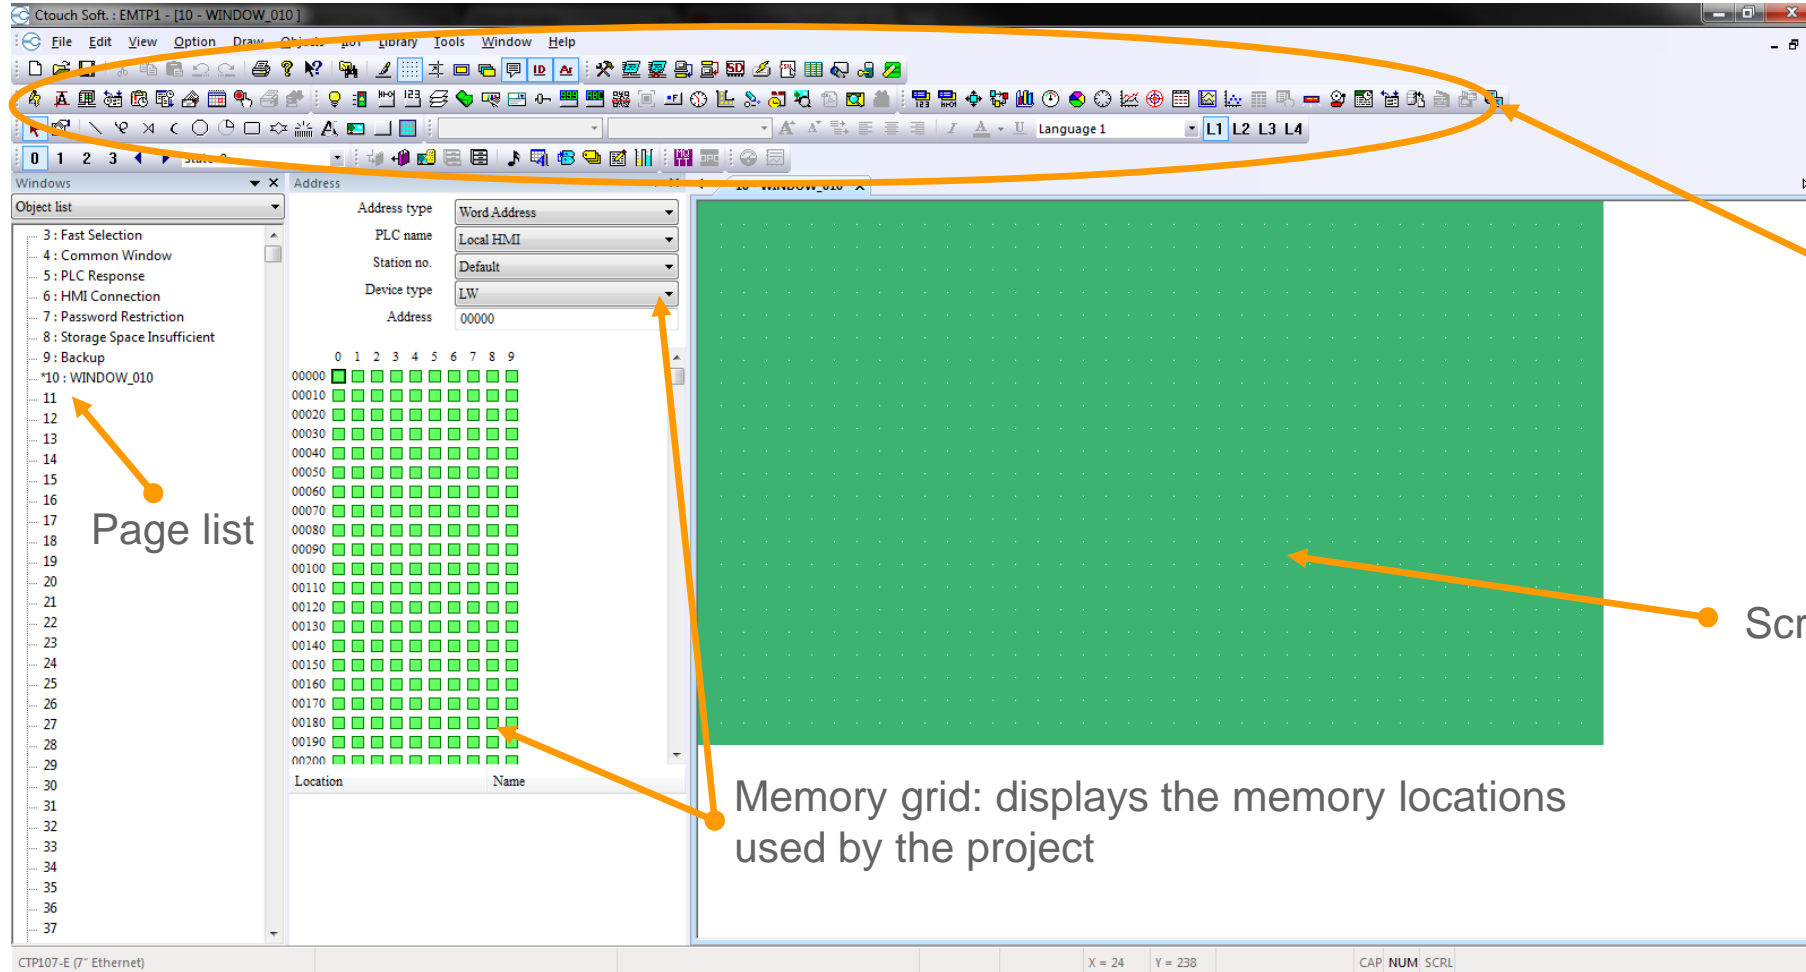 Ctouch Soft. : EMTP1 - [10 - WINDOW_010 ]
File Edit View Option Draw Objects IIoT Library Tools Window Help
Language 1 L1 L2 L3 L4
0 1 2 3 State 0
Windows
Object list
3 : Fast Selection
4 : Common Window
5 : PLC Response
6 : HMI Connection
7 : Password Restriction
8 : Storage Space Insufficient
9 : Backup
*10 : WINDOW_010
11
12
13
14
15
16
17
18
19
20
21
22
23
24
25
26
27
28
29
30
31
32
33
34
35
36
37
Page list
Address
Address type Word Address
PLC name Local HMI
Station no. Default
Device type LW
Address 00000
0 1 2 3 4 5 6 7 8 9
00000
00010
00020
00030
00040
00050
00060
00070
00080
00090
00100
00110
00120
00130
00140
00150
00160
00170
00180
00190
00200
Location Name
10 - WINDOW_010
Scr
Memory grid: displays the memory locations
used by the project
CTP107-E (7" Ethernet) X = 24 Y = 238 CAP NUM SCRL